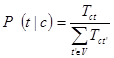 P (t | c) = T_ct / ∑_{t'∈V} T_ct'